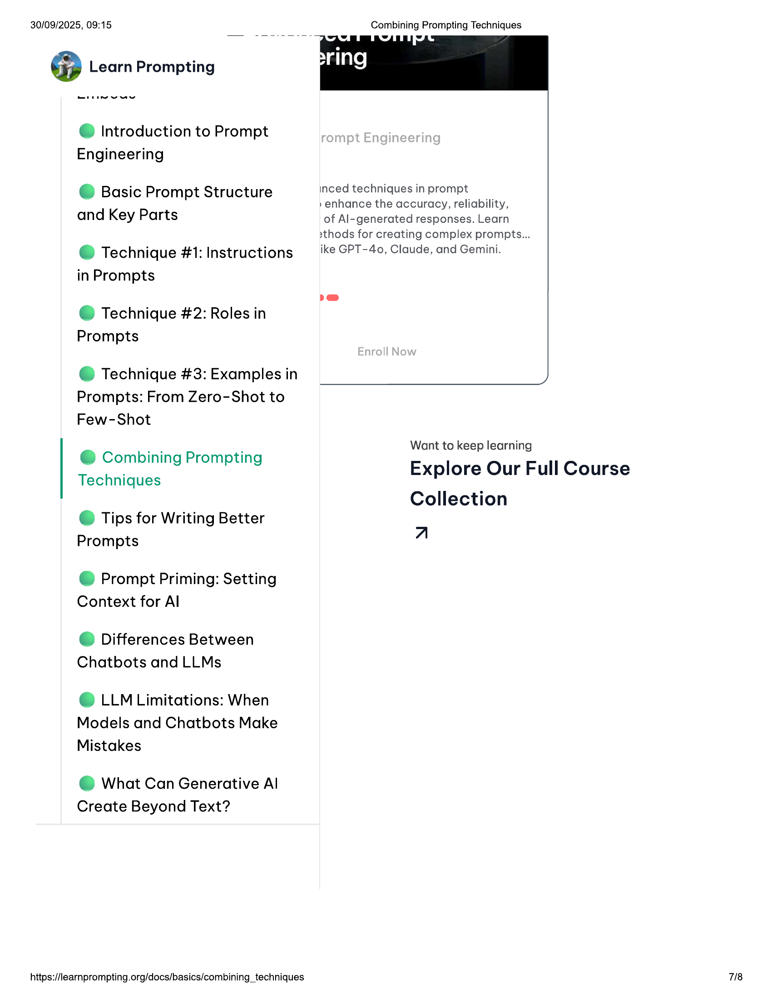 30/09/2025, 09:15
Combining Prompting Techniques
Prompt
ering
Learn Prompting
Embeds
Introduction to Prompt
Engineering
rompt Engineering
Basic Prompt Structure
and Key Parts
nced techniques in prompt
enhance the accuracy, reliability,
of AI-generated responses. Learn
ethods for creating complex prompts...
ike GPT-4o, Claude, and Gemini.
Technique #1: Instructions
in Prompts
Technique #2: Roles in
Prompts
Enroll Now
Technique #3: Examples in
Prompts: From Zero-Shot to
Few-Shot
Combining Prompting
Techniques
Want to keep learning
Explore Our Full Course
Collection
Tips for Writing Better
Prompts
Prompt Priming: Setting
Context for AI
Differences Between
Chatbots and LLMs
LLM Limitations: When
Models and Chatbots Make
Mistakes
What Can Generative AI
Create Beyond Text?
https://learnprompting.org/docs/basics/combining_techniques
7/8